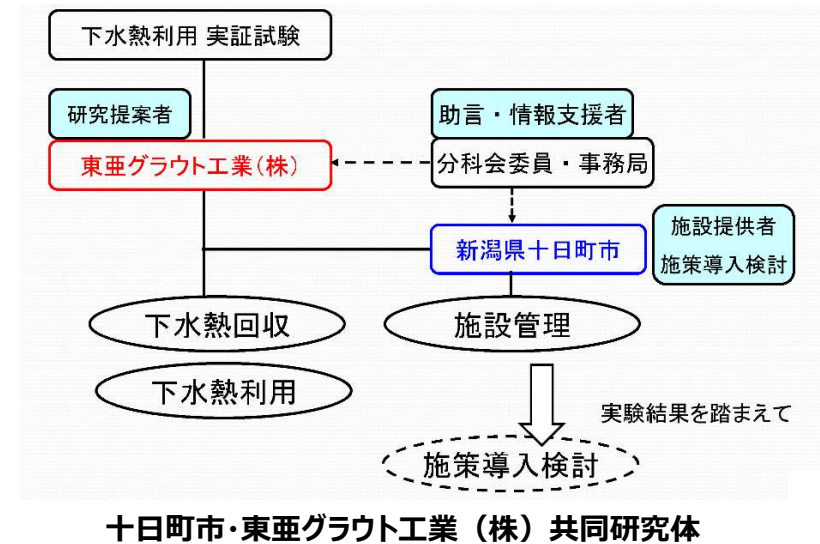 下水熱利用 実証試験
研究提案者
東亜グラウト工業(株)
助言・情報支援者
分科会委員・事務局
新潟県十日町市
施設提供者
施策導入検討
下水熱回収
下水熱利用
施設管理
実験結果を踏まえて
施策導入検討
十日町市・東亜グラウト工業（株）共同研究体